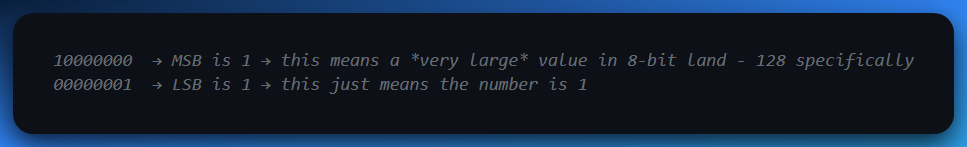 10000000  → MSB is 1 → this means a *very large* value in 8-bit land - 128 specifically
00000001  → LSB is 1 → this just means the number is 1